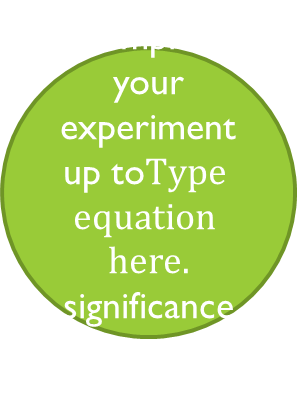 your
experiment
up toType
equation
here.
significance